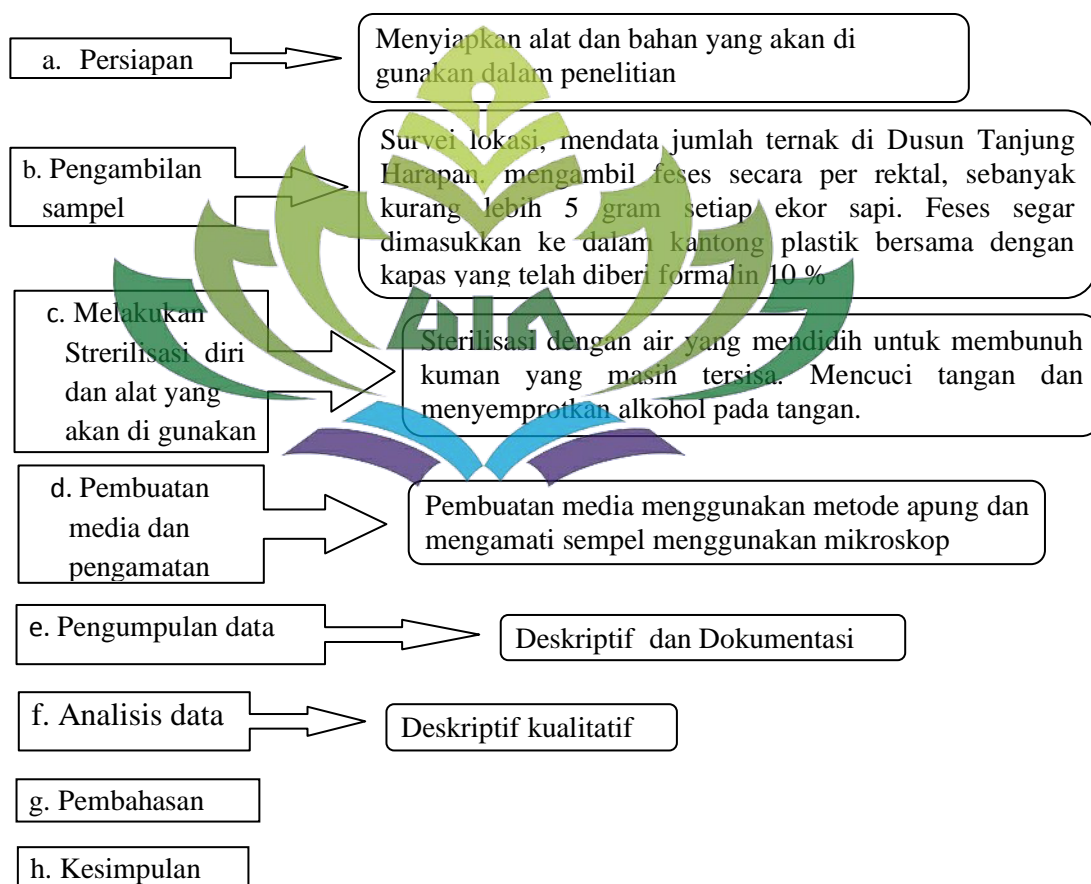 a. Persiapan
Menyiapkan alat dan bahan yang akan di
gunakan dalam penelitian
b. Pengambilan
sampel
Survei lokasi, mendata jumlah ternak di Dusun Tanjung
Harapan. mengambil feses secara per rektal, sebanyak
kurang lebih 5 gram setiap ekor sapi. Feses segar
dimasukkan ke dalam kantong plastik bersama dengan
kapas yang telah diberi formalin 10 %
c. Melakukan
Strerilisasi diri
dan alat yang
akan di gunakan
Sterilisasi dengan air yang mendidih untuk membunuh
kuman yang masih tersisa. Mencuci tangan dan
menyemprotkan alkohol pada tangan.
d. Pembuatan
media dan
pengamatan
Pembuatan media menggunakan metode apung dan
mengamati sempel menggunakan mikroskop
e. Pengumpulan data
Deskriptif dan Dokumentasi
f. Analisis data
Deskriptif kualitatif
g. Pembahasan
h. Kesimpulan